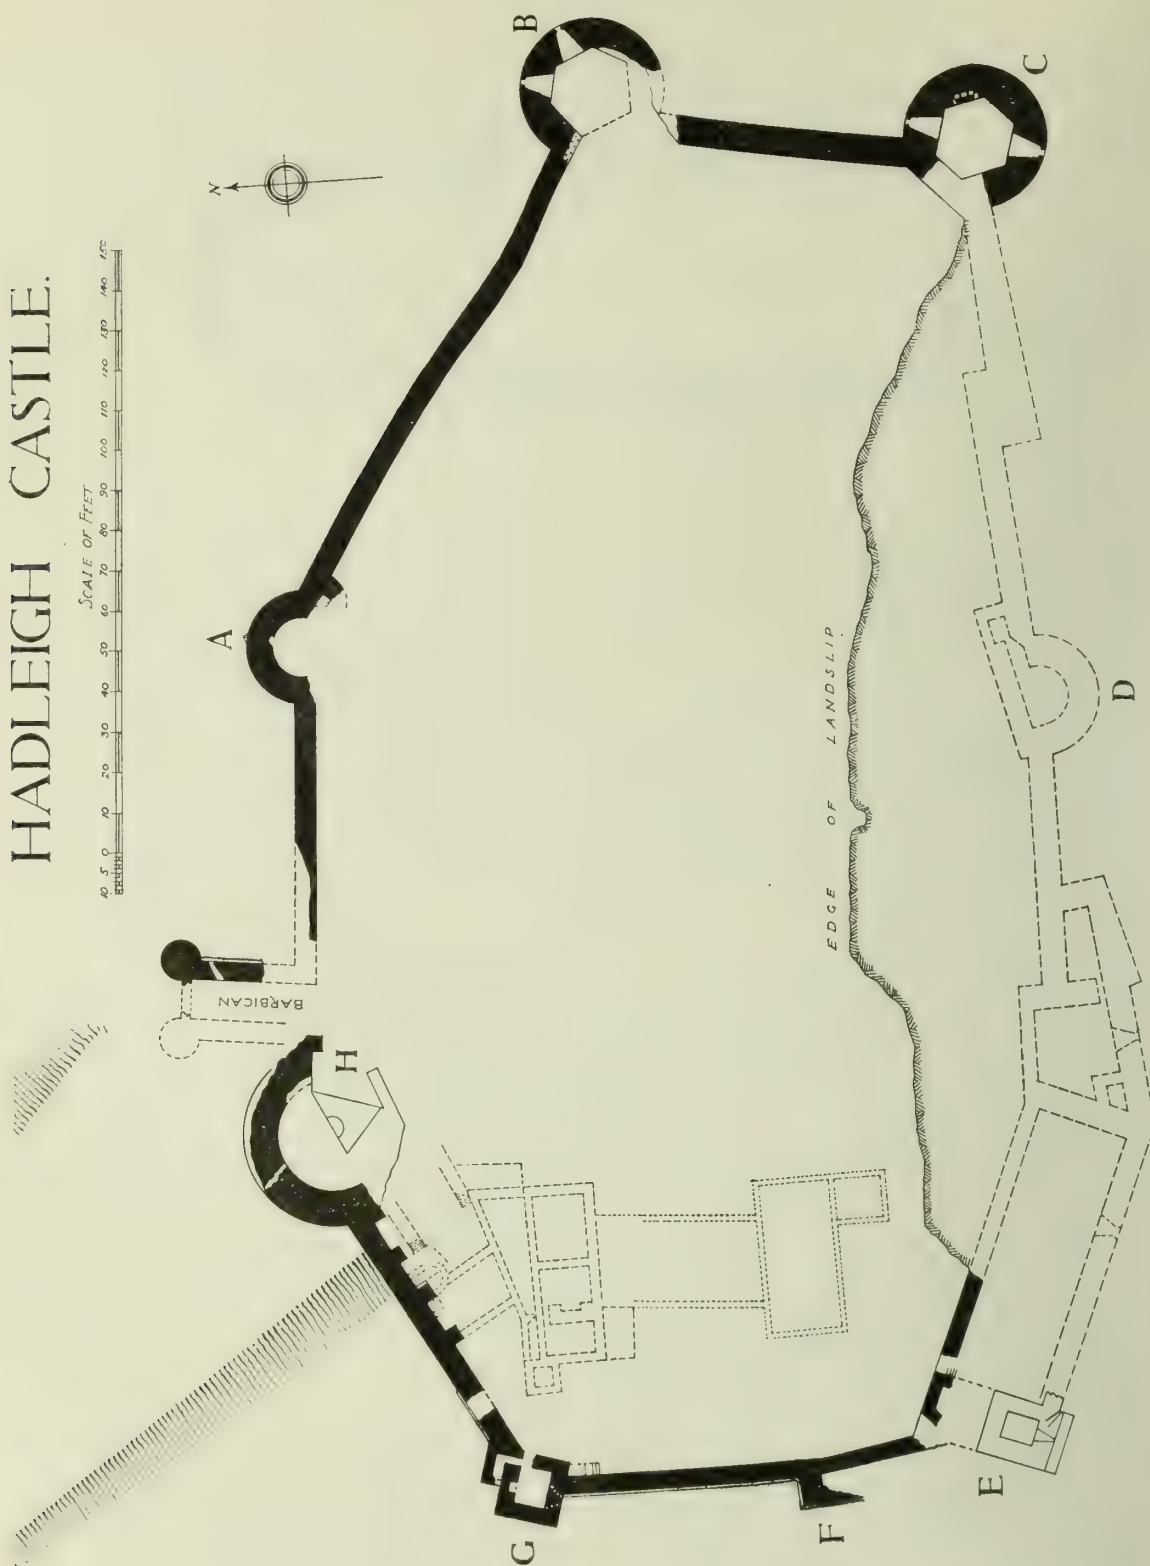 HADLEIGH CASTLE.
SCALE OF FEET
10 5 0 10 20 30 40 50 60 70 80 90 100 110 120 130 140 150
N
A
B
C
D
E
F
G
H
BARBICAN
EDGE OF LANDSLIP